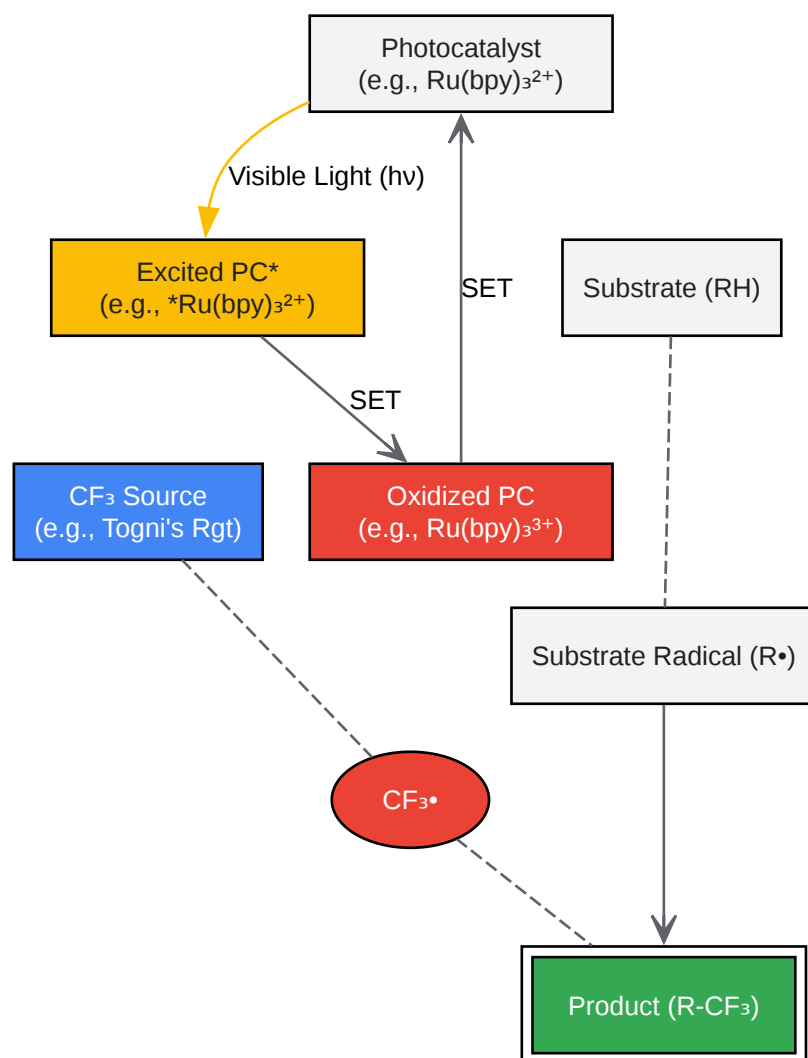 Photocatalyst
(e.g., Ru(bpy)₃²⁺)
Visible Light (hν)
Excited PC*
(e.g., *Ru(bpy)₃²⁺)
SET
Substrate (RH)
SET
CF₃ Source
(e.g., Togni's Rgt)
Oxidized PC
(e.g., Ru(bpy)₃³⁺)
Substrate Radical (R•)
CF₃•
Product (R-CF₃)